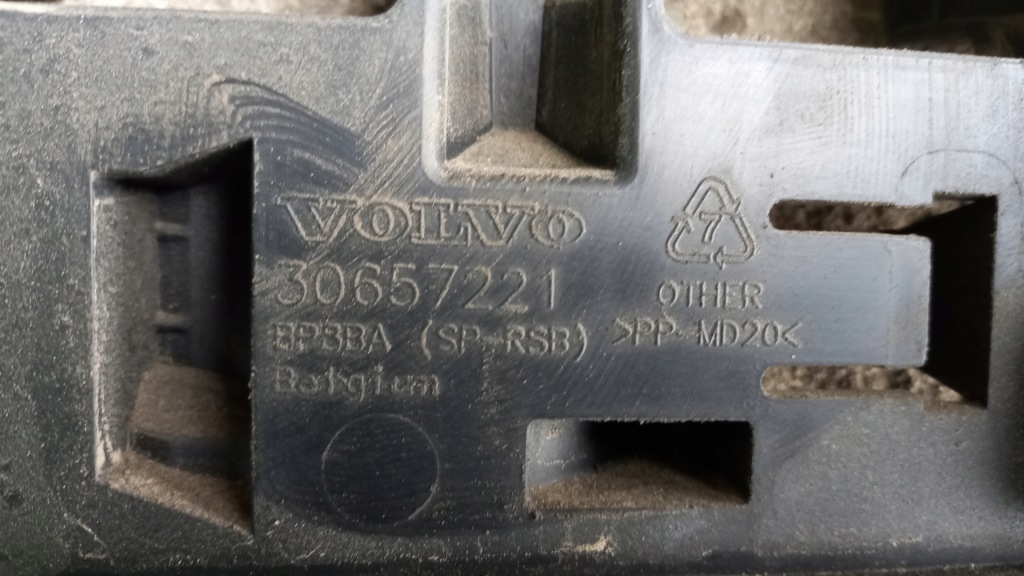 VOLVO
30657221
BP3BA (SP-RSB)
Belgium
7
OTHER
>PP-MD20<